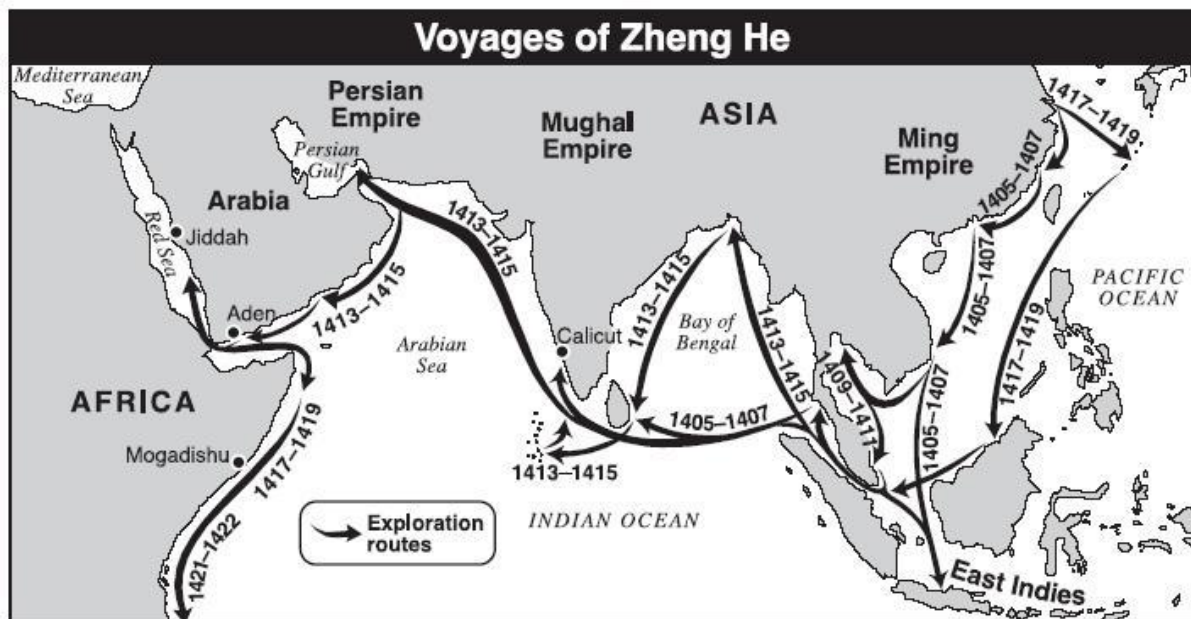 Voyages of Zheng He
Mediterranean
Sea
Persian
Empire
Mughal
Empire
ASIA
Ming
Empire
1417–1419
1405–1407
Persian
Gulf
Arabia
Red Sea
Jiddah
1413–1415
1413–1415
1405–1407
PACIFIC
OCEAN
Aden
1413–1415
Arabian
Sea
Calicut
Bay of
Bengal
1413–1415
1409–1411
1405–1407
1417–1419
AFRICA
1417–1419
Mogadishu
1405–1407
1413–1415
1421–1422
Exploration
routes
INDIAN OCEAN
East Indies